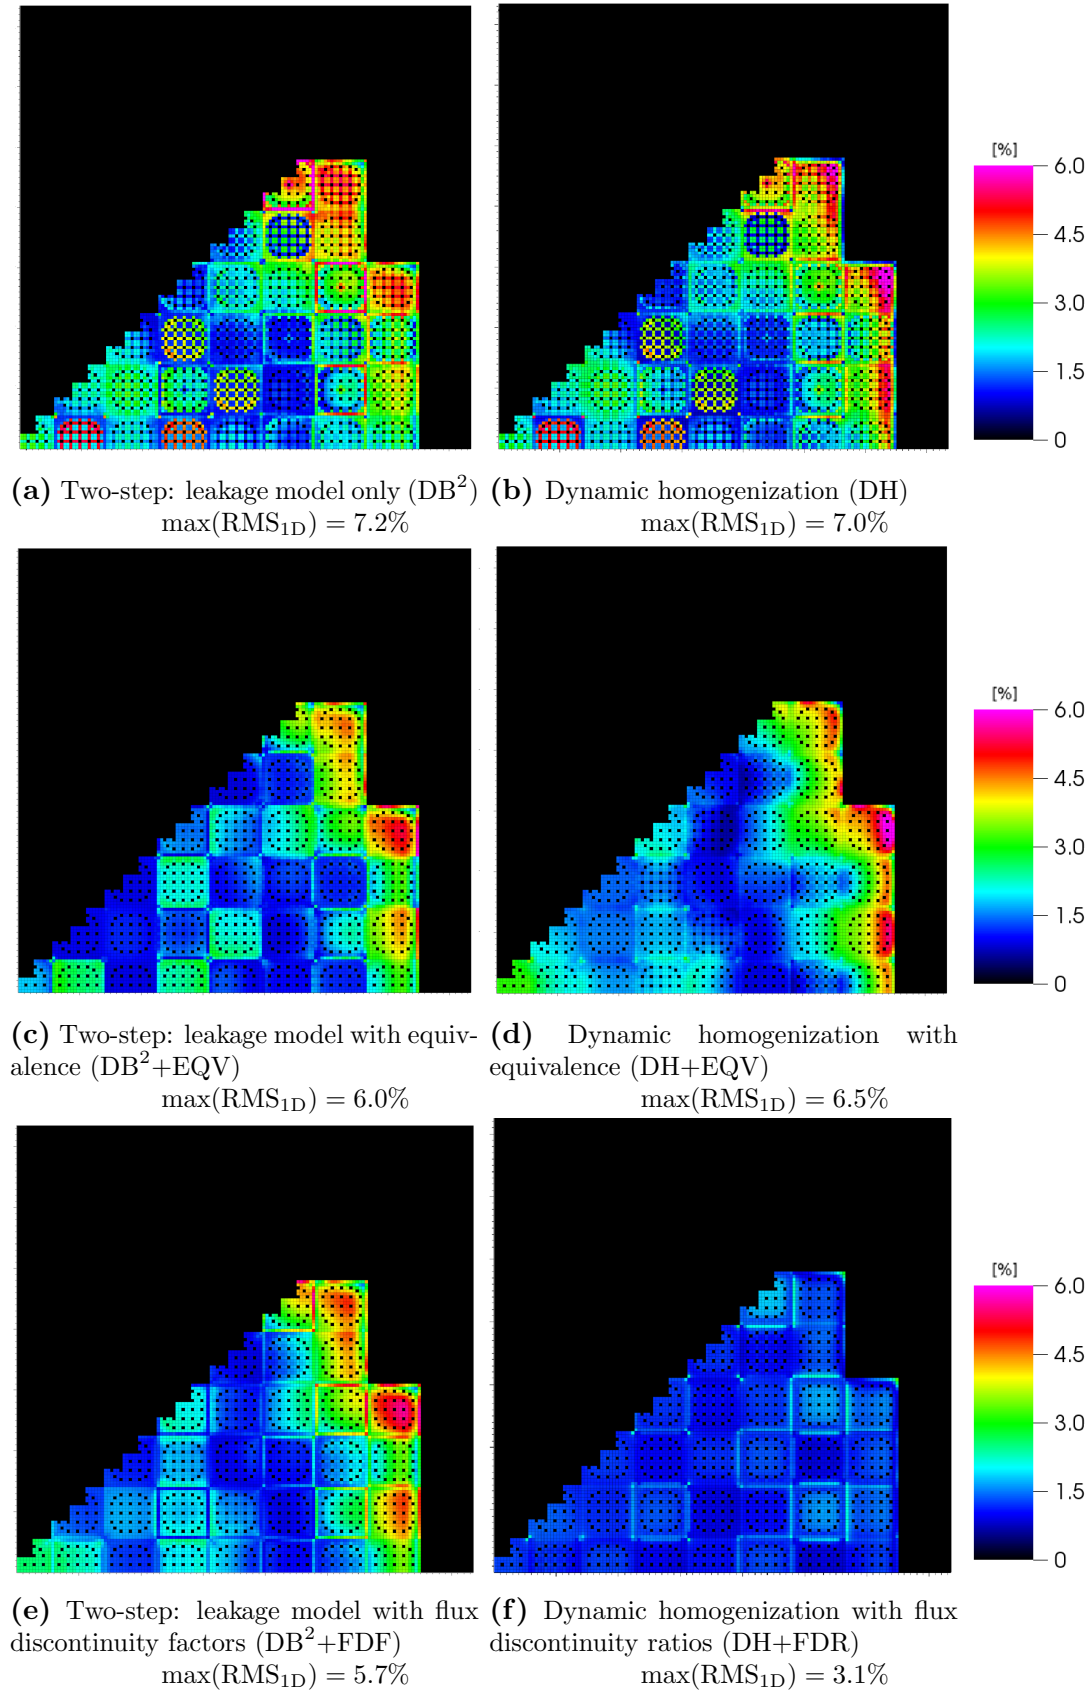 [%]
6.0
4.5
3.0
1.5
0
(a) Two-step: leakage model only (DB²)
max(RMS₁D) = 7.2%
(b) Dynamic homogenization (DH)
max(RMS₁D) = 7.0%
[%]
6.0
4.5
3.0
1.5
0
(c) Two-step: leakage model with equiv-
alence (DB²+EQV)
max(RMS₁D) = 6.0%
(d) Dynamic homogenization with
equivalence (DH+EQV)
max(RMS₁D) = 6.5%
[%]
6.0
4.5
3.0
1.5
0
(e) Two-step: leakage model with flux
discontinuity factors (DB²+FDF)
max(RMS₁D) = 5.7%
(f) Dynamic homogenization with flux
discontinuity ratios (DH+FDR)
max(RMS₁D) = 3.1%